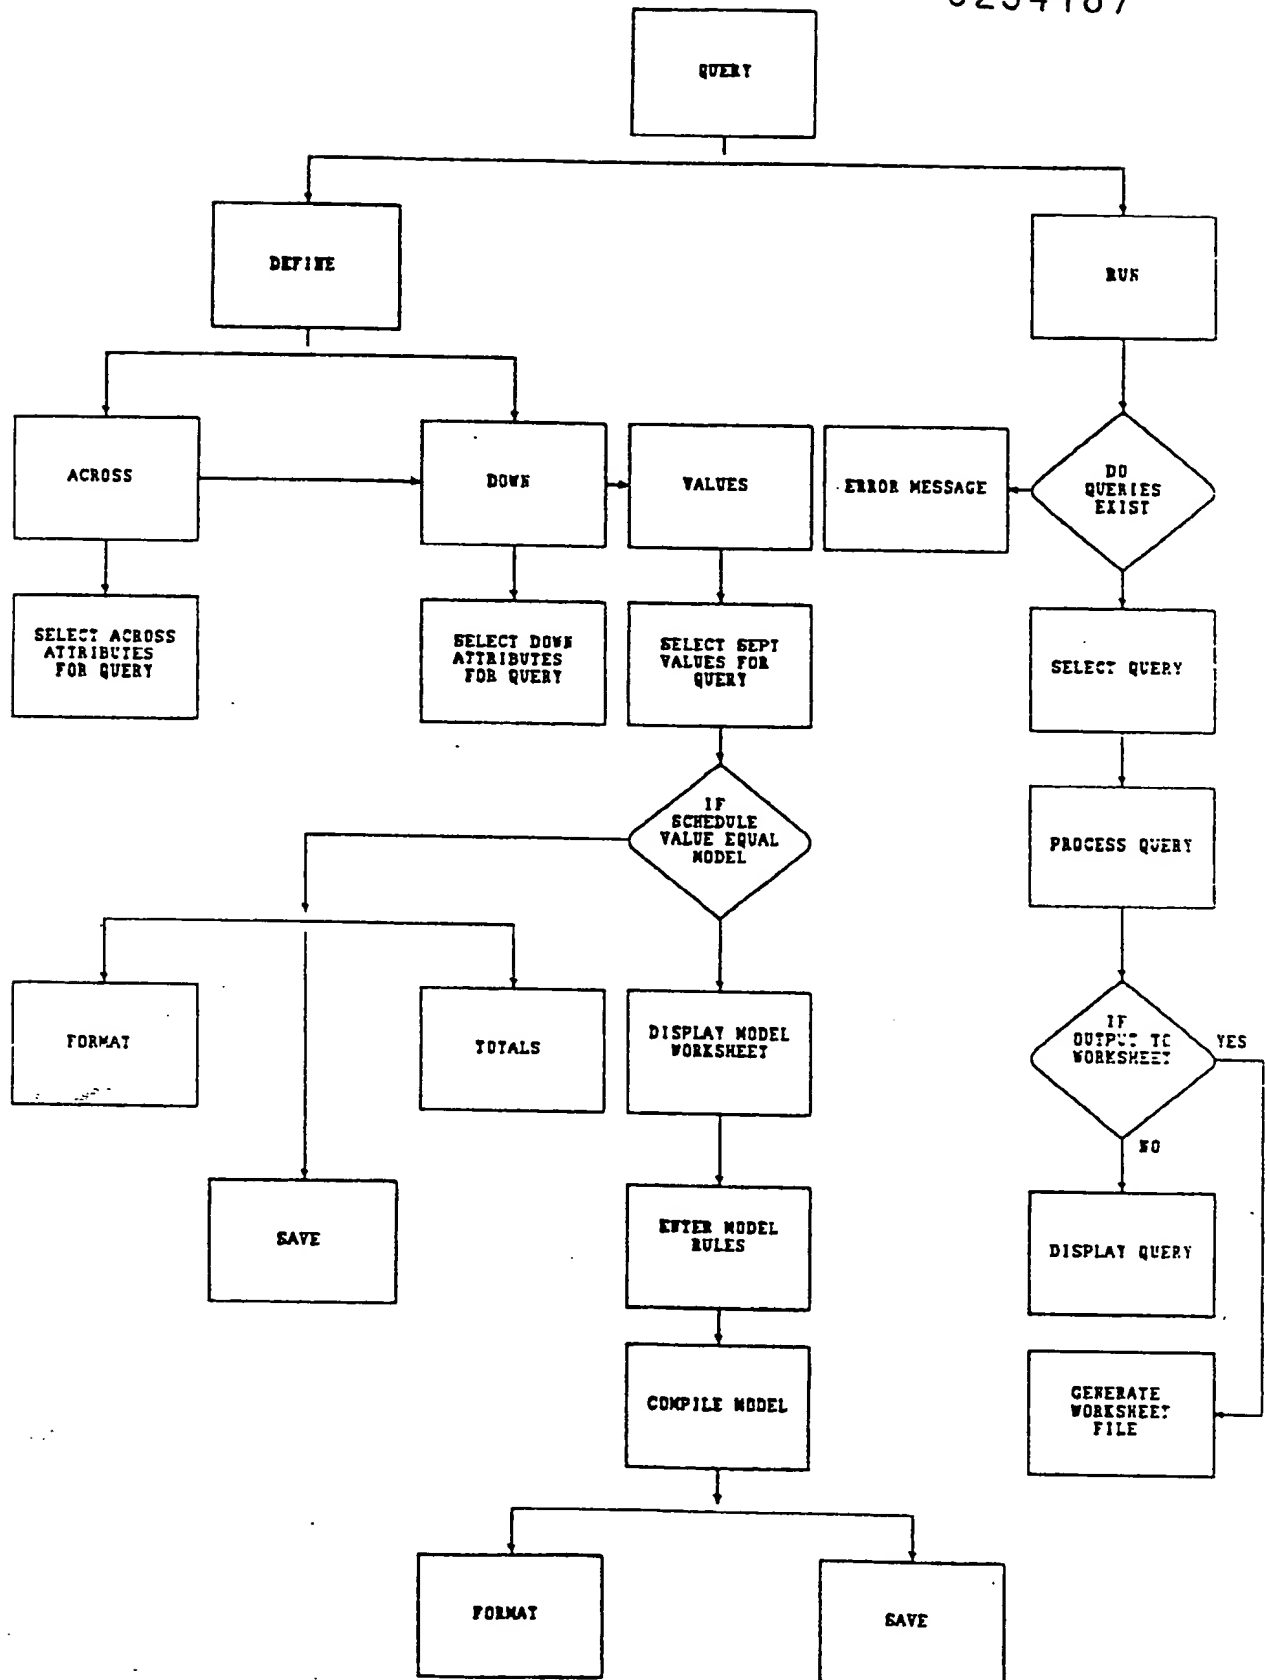 QUERY
DEFINE
RUN
ACROSS
DOWN
VALUES
ERROR MESSAGE
DO
QUERIES
EXIST
SELECT ACROSS
ATTRIBUTES
FOR QUERY
SELECT DOWN
ATTRIBUTES
FOR QUERY
SELECT SEPT
VALUES FOR
QUERY
SELECT QUERY
IF
SCHEDULE
VALUE EQUAL
MODEL
PROCESS QUERY
FORMAT
TOTALS
DISPLAY MODEL
WORKSHEET
IF
OUTPUT TO
WORKSHEET
YES
NO
SAVE
ENTER MODEL
RULES
DISPLAY QUERY
COMPILE MODEL
GENERATE
WORKSHEET
FILE
FORMAT
SAVE